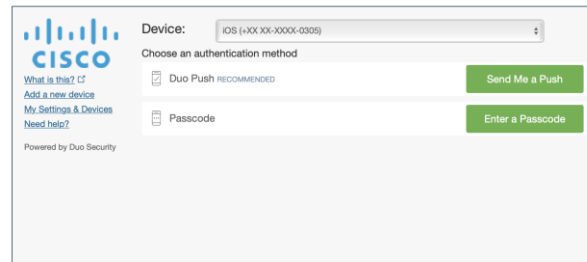 CISCO
What is this?
Add a new device
My Settings & Devices
Need help?
Powered by Duo Security
Device: iOS (+XX XX-XXXX-0305)
Choose an authentication method
Duo Push RECOMMENDED Send Me a Push
Passcode Enter a Passcode